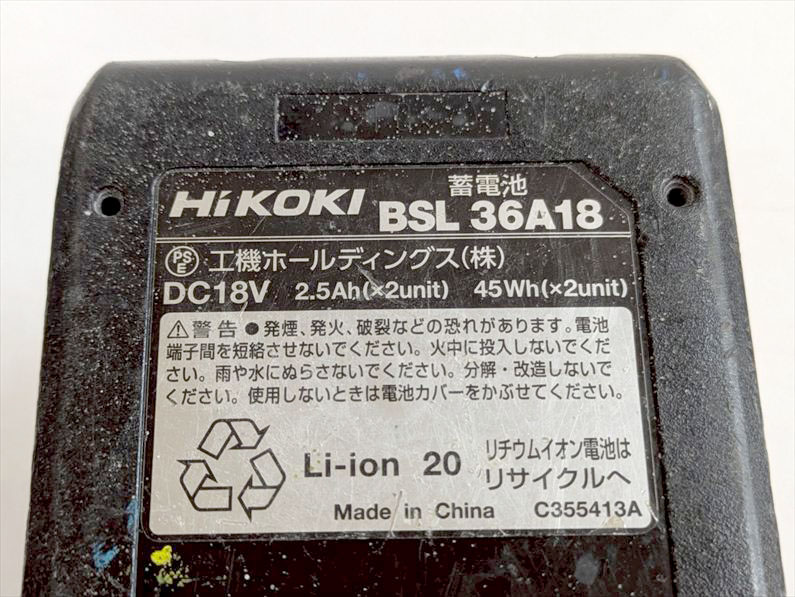 HiKOKI 蓄電池
BSL 36A18
PSE 工機ホールディングス(株)
DC18V 2.5Ah(×2unit) 45Wh(×2unit)
⚠警告 ●発煙、発火、破裂などの恐れがあります。電池
端子間を短絡させないでください。火中に投入しないでくだ
さい。雨や水にぬらさないでください。分解・改造しないで
ください。使用しないときは電池カバーをかぶせてください。
Li-ion 20 リチウムイオン電池は
リサイクルへ
Made in China C355413A